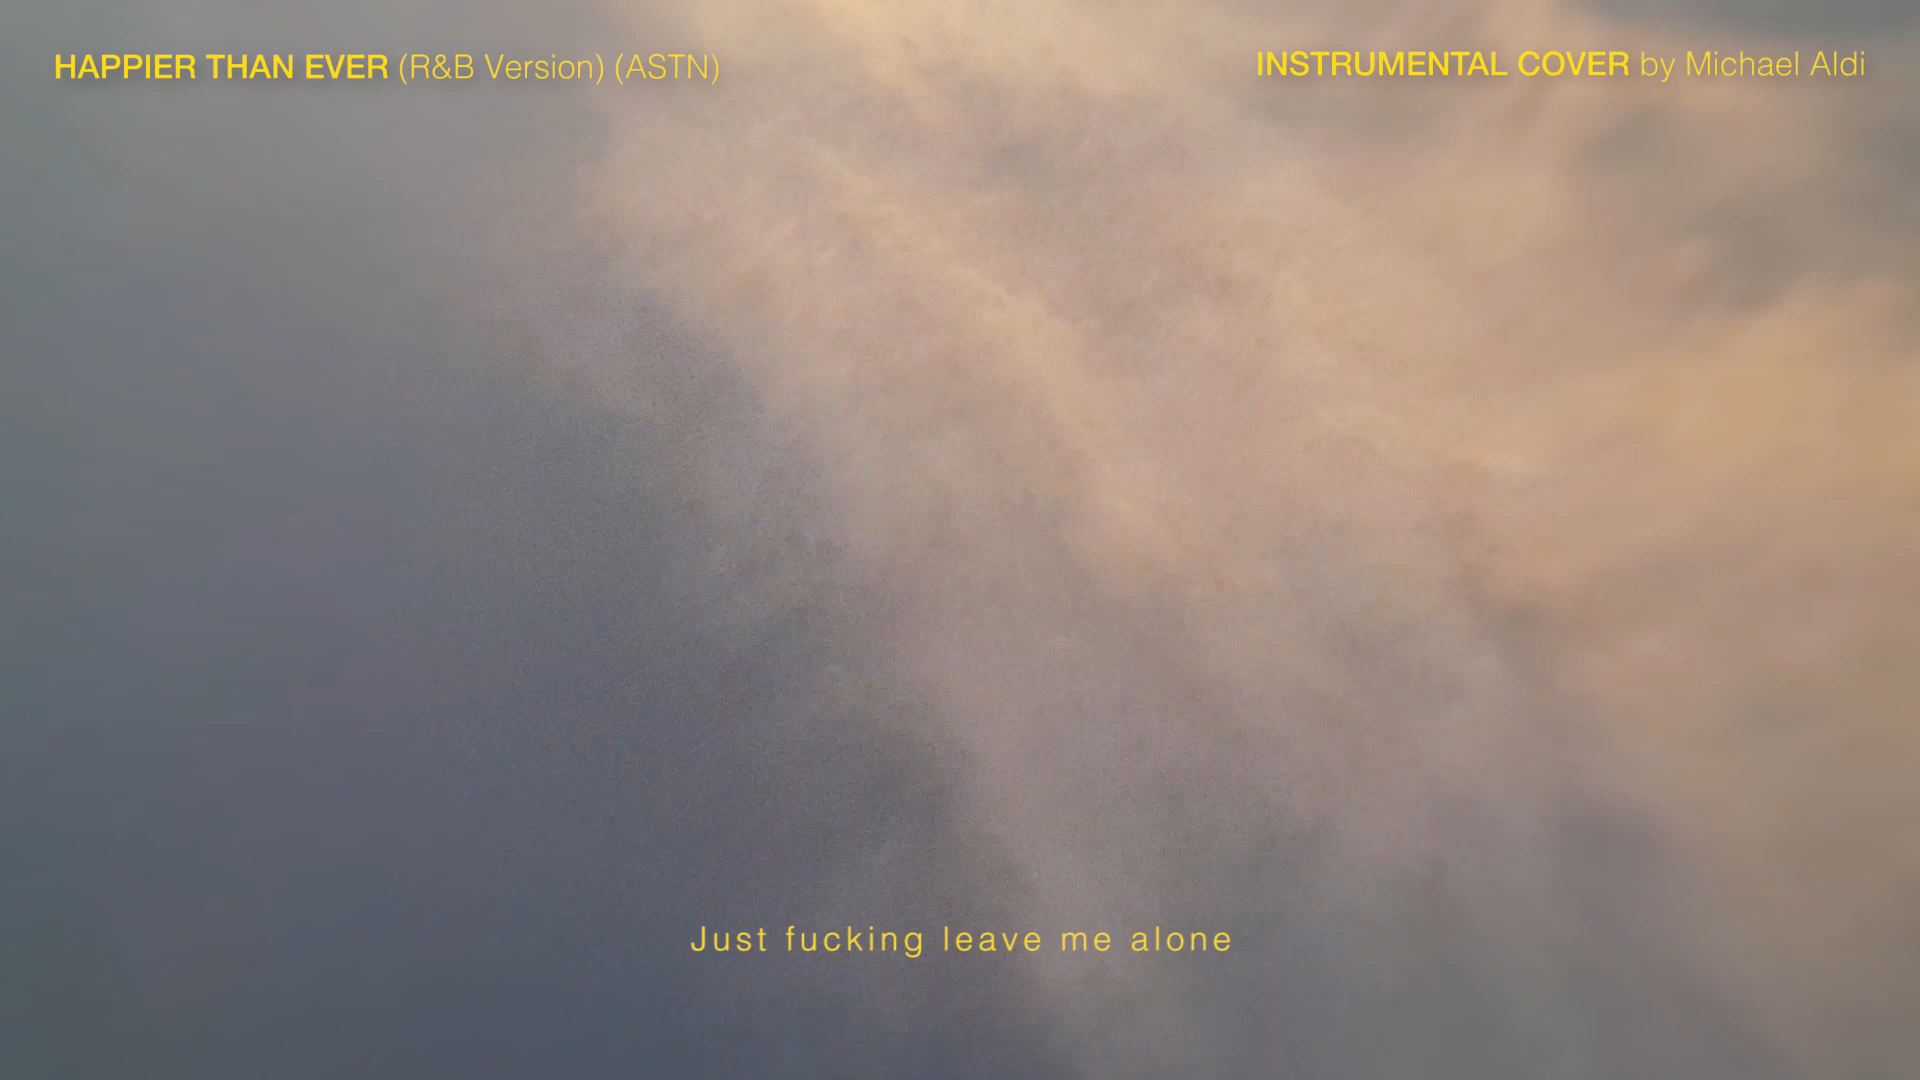 HAPPIER THAN EVER (R&B Version) (ASTN)
INSTRUMENTAL COVER by Michael Aldi
Just fucking leave me alone